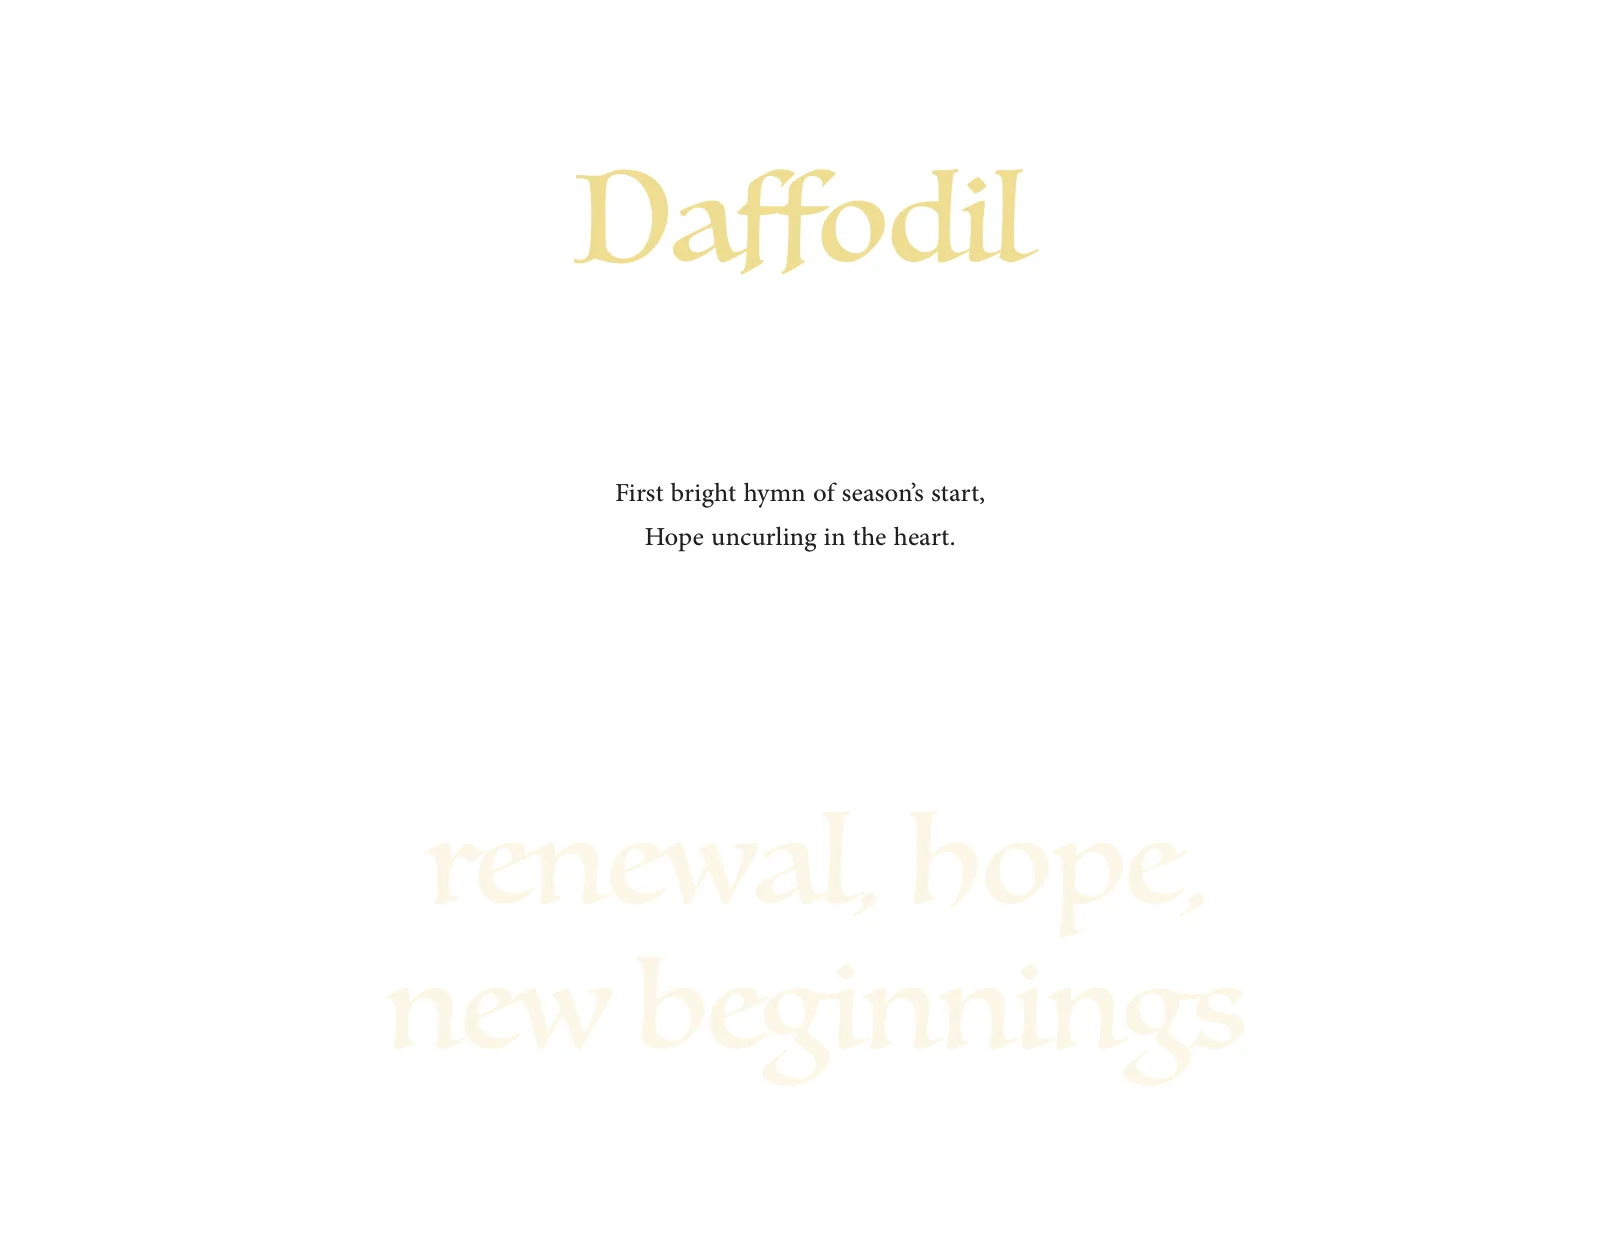 Daffodil
First bright hymn of season’s start,
Hope uncurling in the heart.
renewal, hope,
new beginnings